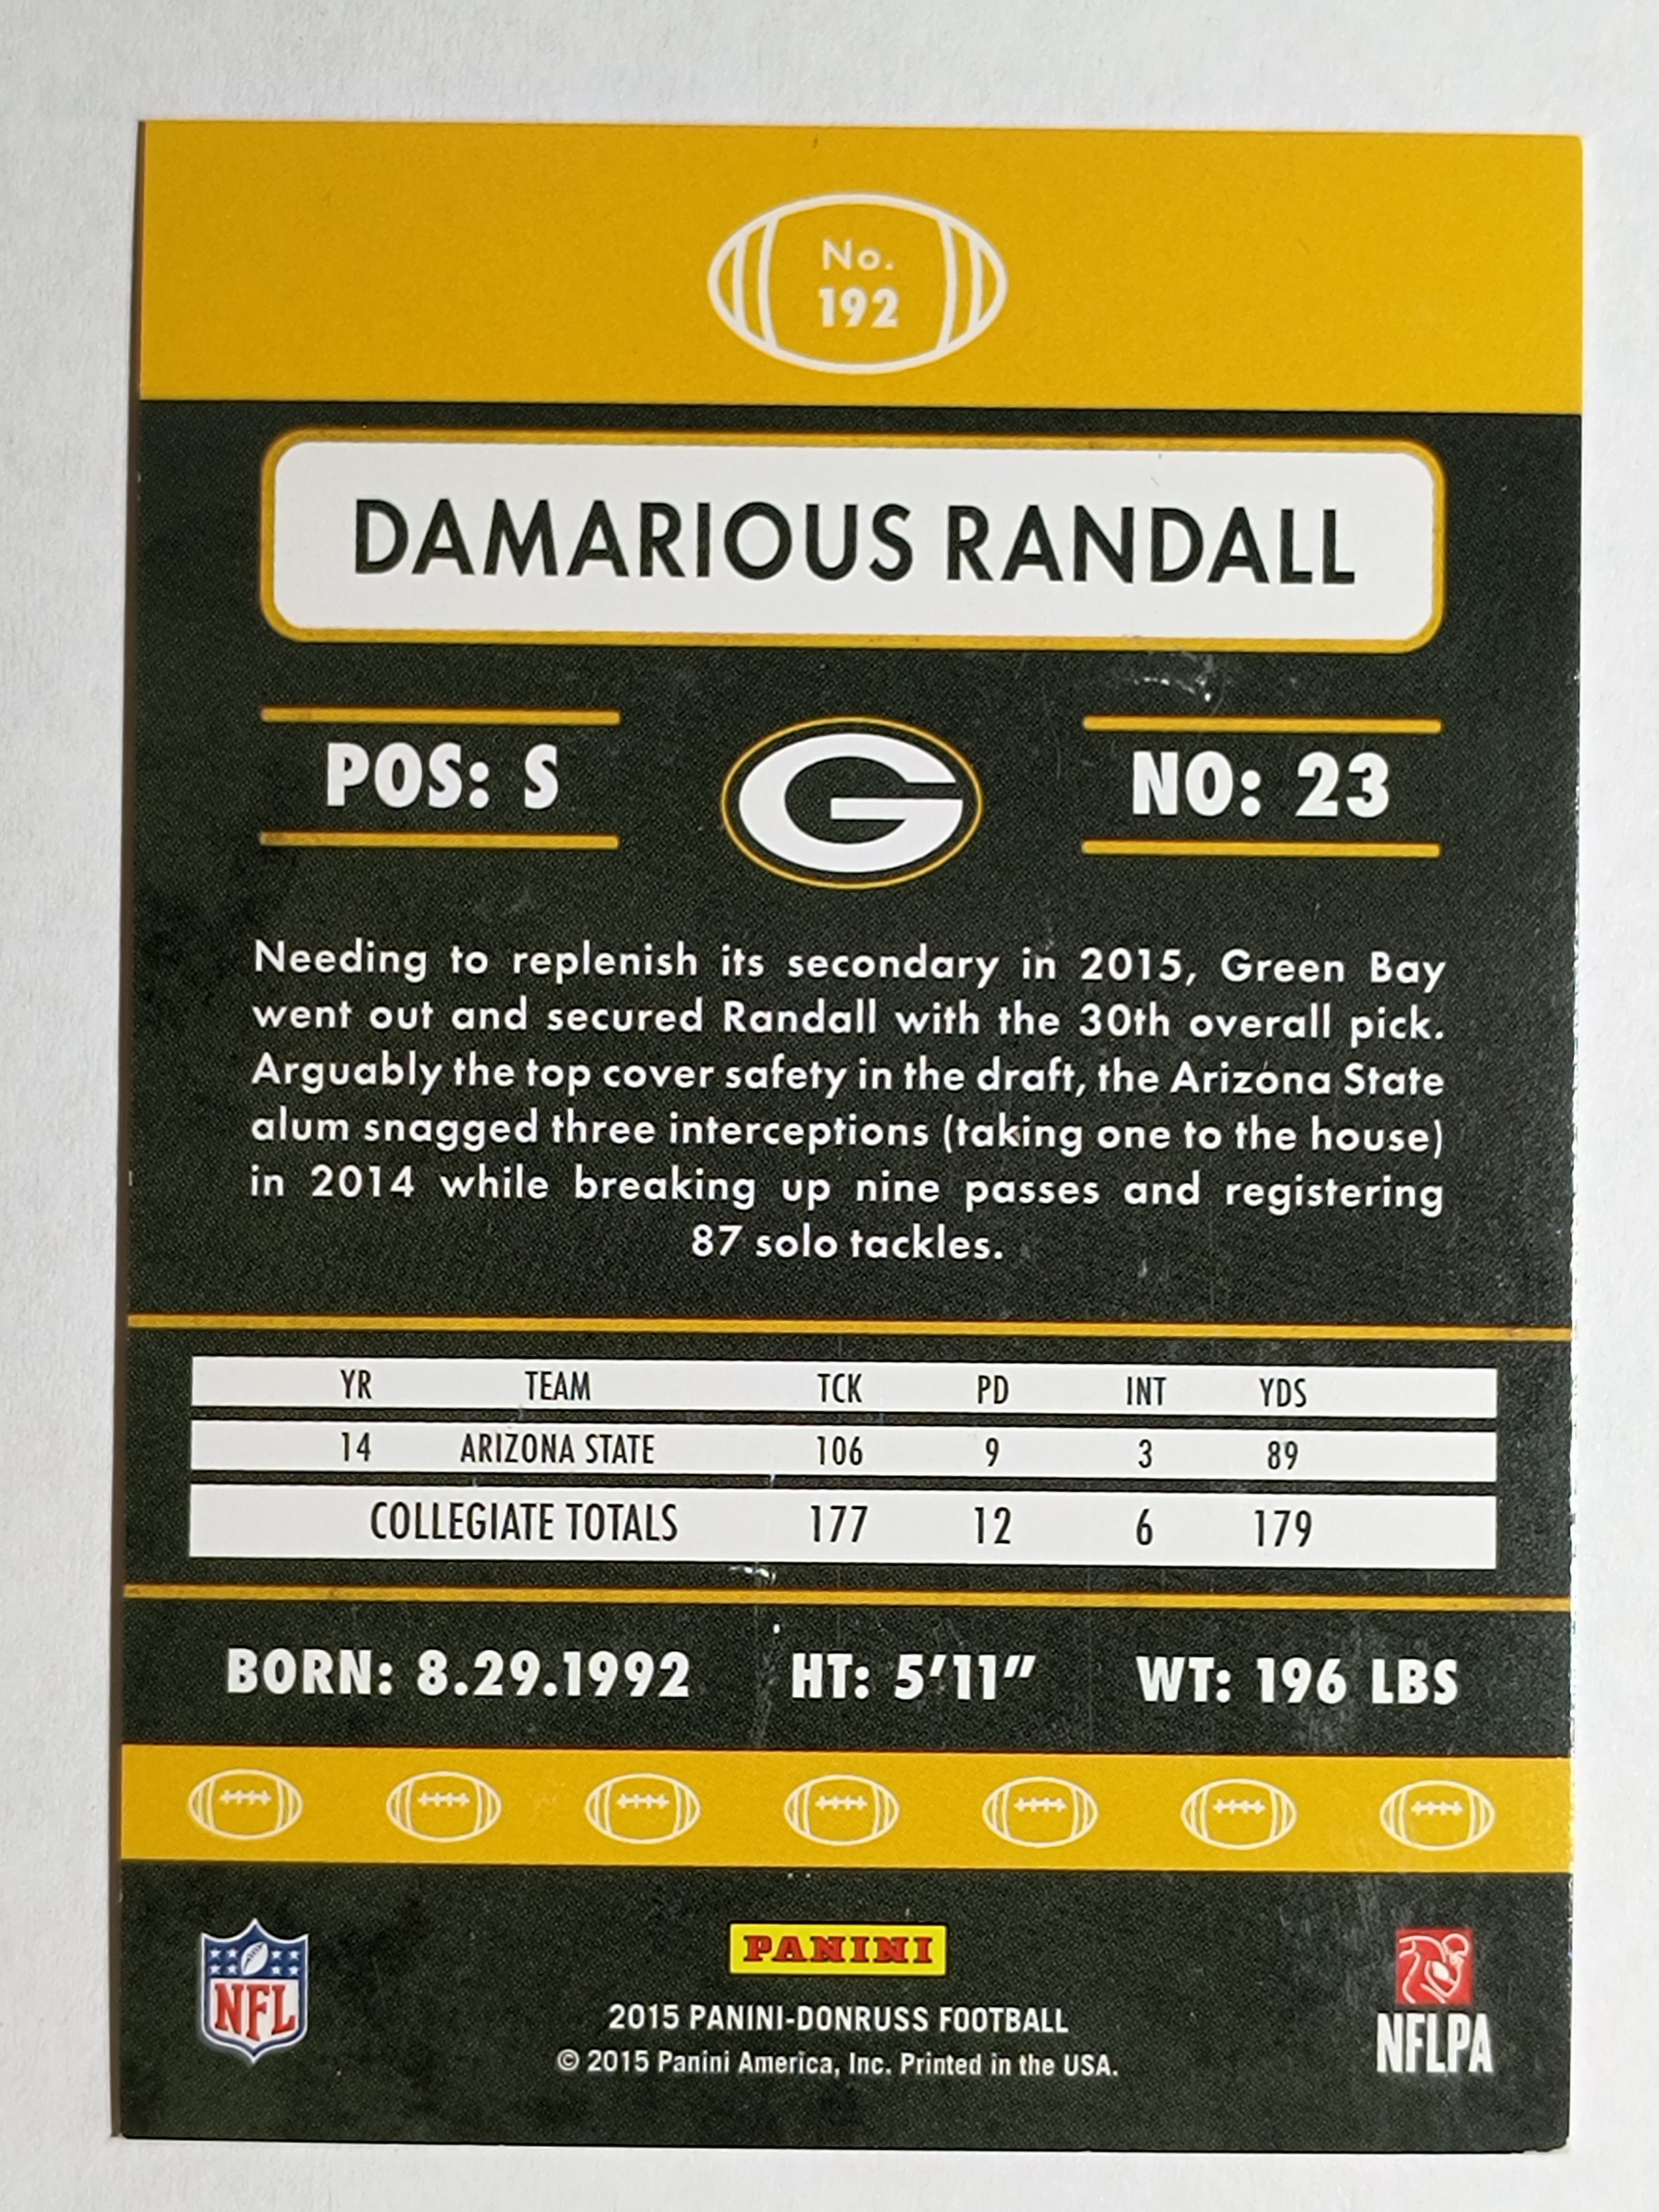 No.
192
DAMARIOUS RANDALL
POS: S
G
NO: 23
Needing to replenish its secondary in 2015, Green Bay
went out and secured Randall with the 30th overall pick.
Arguably the top cover safety in the draft, the Arizona State
alum snagged three interceptions (taking one to the house)
in 2014 while breaking up nine passes and registering
87 solo tackles.
YR TEAM TCK PD INT YDS
14 ARIZONA STATE 106 9 3 89
COLLEGIATE TOTALS 177 12 6 179
BORN: 8.29.1992 HT: 5'11" WT: 196 LBS
NFL
PANINI
2015 PANINI-DONRUSS FOOTBALL
© 2015 Panini America, Inc. Printed in the USA.
NFLPA